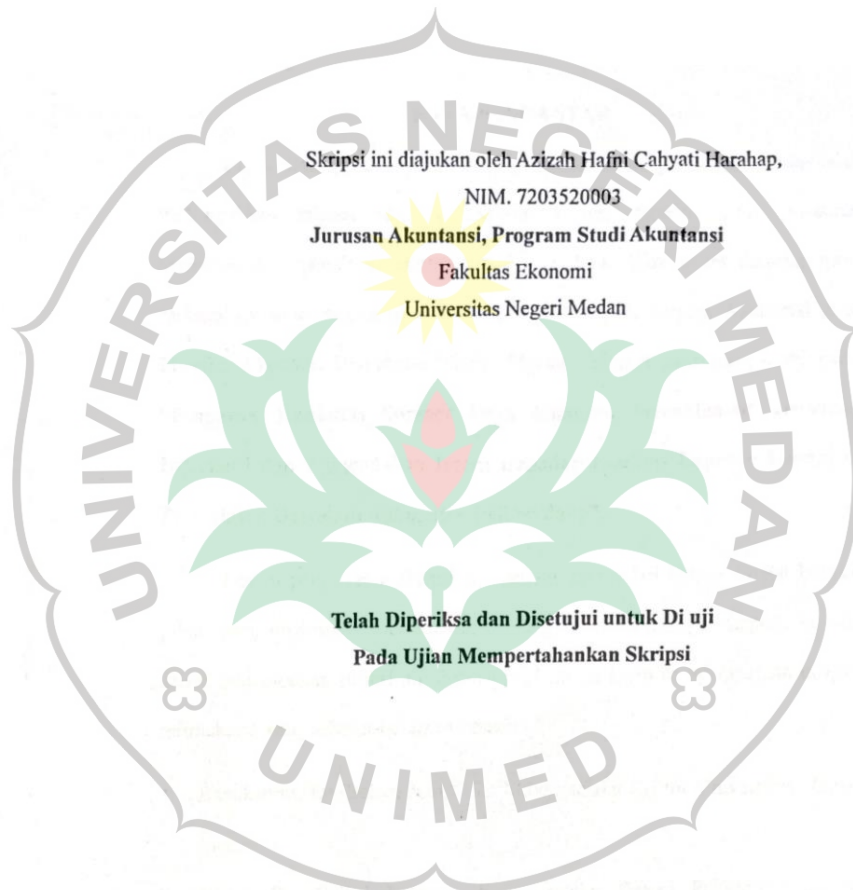 UNIVERSITAS NEGERI MEDAN
Skripsi ini diajukan oleh Azizah Hafni Cahyati Harahap,
NIM. 7203520003
Jurusan Akuntansi, Program Studi Akuntansi
Fakultas Ekonomi
Universitas Negeri Medan
Telah Diperiksa dan Disetujui untuk Di uji
Pada Ujian Mempertahankan Skripsi
UNIMED